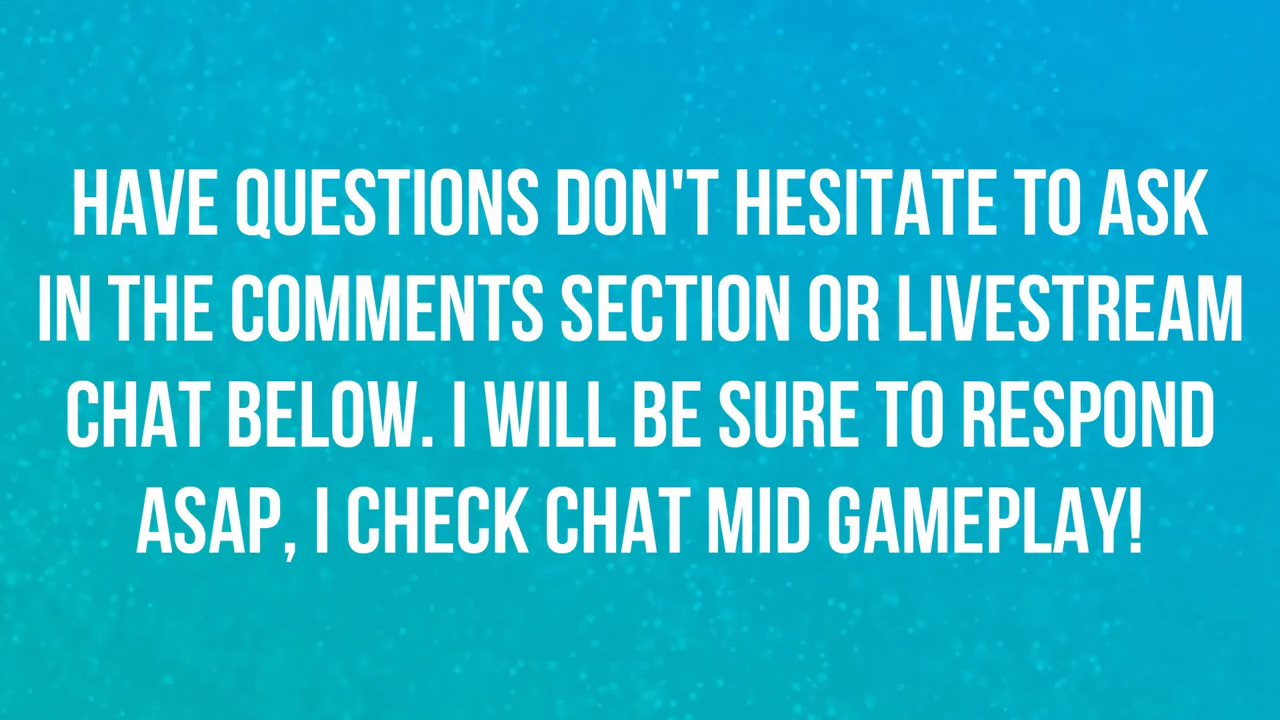 HAVE QUESTIONS DON'T HESITATE TO ASK
IN THE COMMENTS SECTION OR LIVESTREAM
CHAT BELOW. I WILL BE SURE TO RESPOND
ASAP, I CHECK CHAT MID GAMEPLAY!